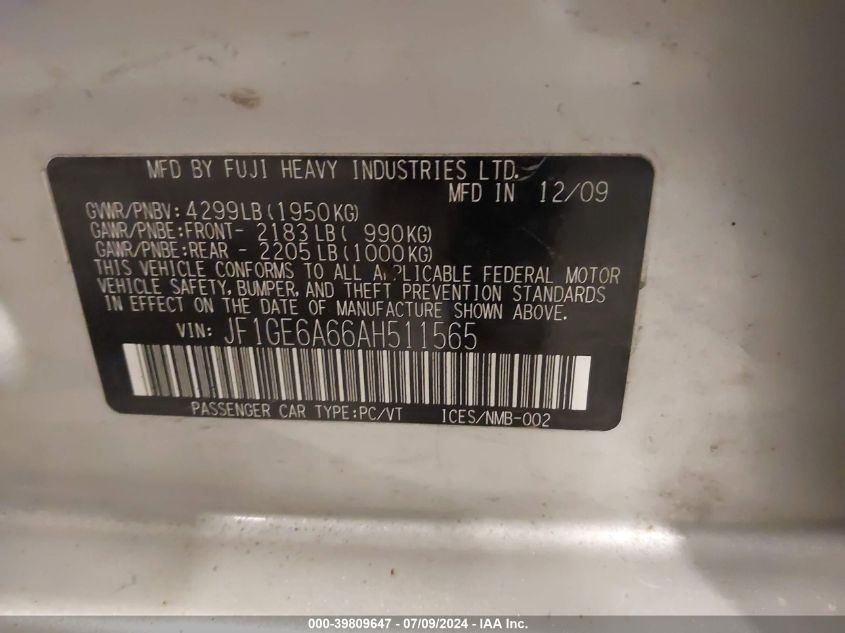 MFD BY FUJI HEAVY INDUSTRIES LTD.
MFD IN 12/09
GVWR/PNBV: 4299LB(1950KG)
GAWR/PNBE:FRONT- 2183LB( 990KG)
GAWR/PNBE:REAR - 2205LB(1000KG)
THIS VEHICLE CONFORMS TO ALL APPLICABLE FEDERAL MOTOR
VEHICLE SAFETY, BUMPER, AND THEFT PREVENTION STANDARDS
IN EFFECT ON THE DATE OF MANUFACTURE SHOWN ABOVE.
VIN: JF1GE6A66AH511565
PASSENGER CAR TYPE:PC/VT ICES/NMB-002
000-39809647 - 07/09/2024 - IAA Inc.